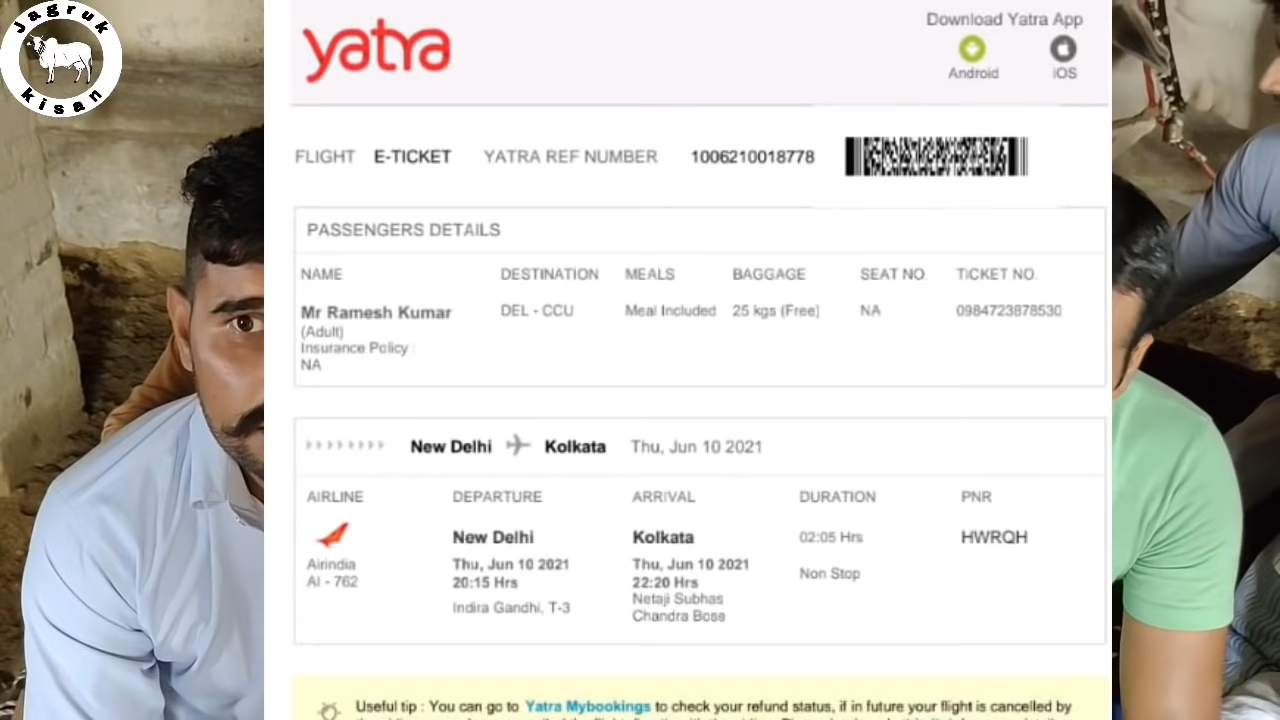 Jagruk
kisan
yatra
Download Yatra App
Android iOS
FLIGHT E-TICKET YATRA REF NUMBER 1006210018778
PASSENGERS DETAILS
NAME DESTINATION MEALS BAGGAGE SEAT NO. TICKET NO.
Mr Ramesh Kumar DEL - CCU Meal Included 25 kgs (Free) NA 0984723878530
(Adult)
Insurance Policy :
NA
New Delhi Kolkata Thu, Jun 10 2021
AIRLINE DEPARTURE ARRIVAL DURATION PNR
New Delhi Kolkata 02:05 Hrs HWRQH
Airindia Thu, Jun 10 2021 Thu, Jun 10 2021 Non Stop
AI - 762 20:15 Hrs 22:20 Hrs
Indira Gandhi, T-3 Netaji Subhas
Chandra Bose
Useful tip : You can go to Yatra Mybookings to check your refund status, if in future your flight is cancelled by